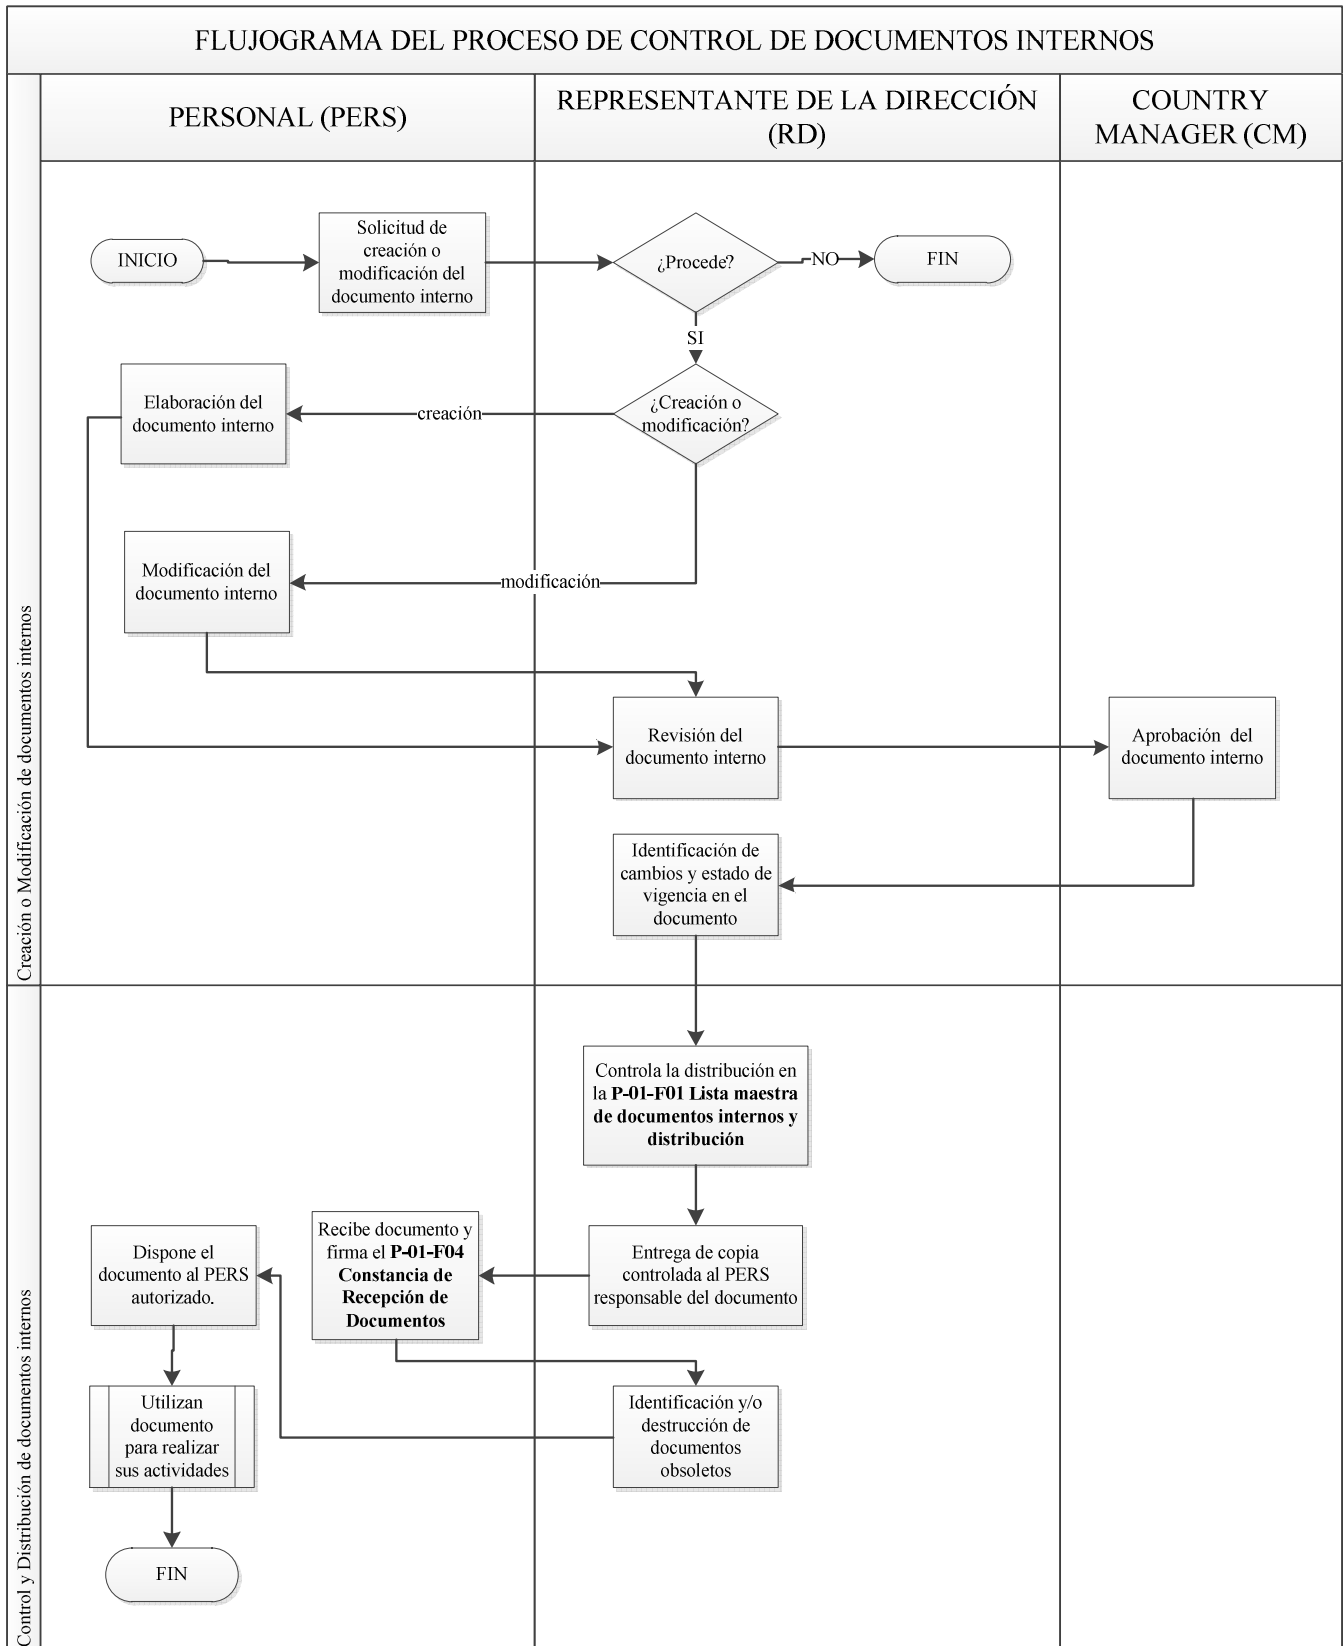 FLUJOGRAMA DEL PROCESO DE CONTROL DE DOCUMENTOS INTERNOS
PERSONAL (PERS)
REPRESENTANTE DE LA DIRECCIÓN
(RD)
COUNTRY
MANAGER (CM)
Creación o Modificación de documentos internos
INICIO
Solicitud de
creación o
modificación del
documento interno
¿Procede?
NO
FIN
SI
¿Creación o
modificación?
creación
Elaboración del
documento interno
modificación
Modificación del
documento interno
Revisión del
documento interno
Aprobación del
documento interno
Identificación de
cambios y estado de
vigencia en el
documento
Control y Distribución de documentos internos
Controla la distribución en
la P-01-F01 Lista maestra
de documentos internos y
distribución
Entrega de copia
controlada al PERS
responsable del documento
Recibe documento y
firma el P-01-F04
Constancia de
Recepción de
Documentos
Identificación y/o
destrucción de
documentos
obsoletos
Dispone el
documento al PERS
autorizado.
Utilizan
documento
para realizar
sus actividades
FIN